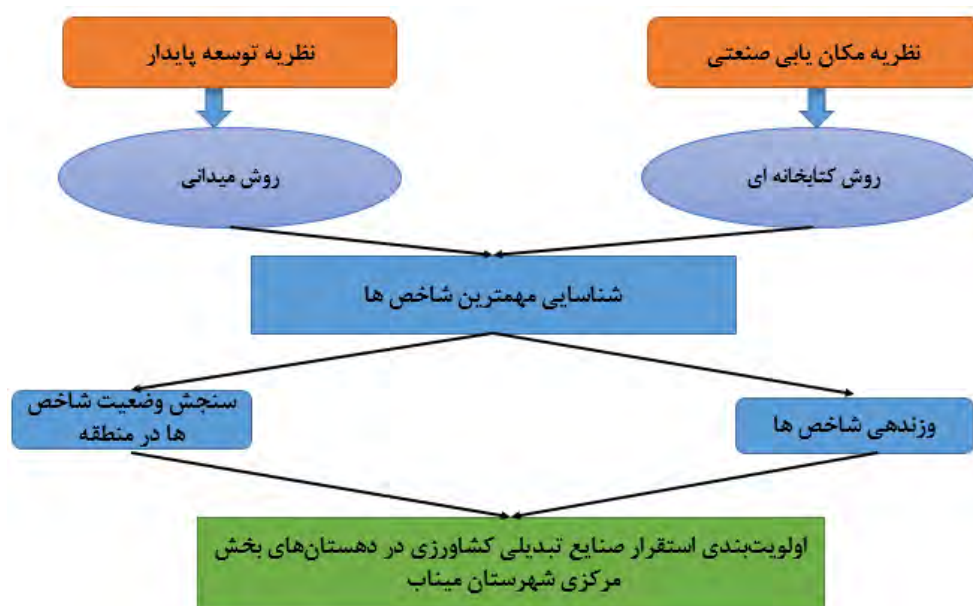 نظریه مکان یابی صنعتی
نظریه توسعه پایدار
روش کتابخانه ای
روش میدانی
شناسایی مهمترین شاخص ها
وزندهی شاخص ها
سنجش وضعیت شاخص
ها در منطقه
اولویت‌بندی استقرار صنایع تبدیلی کشاورزی در دهستان‌های بخش
مرکزی شهرستان میناب